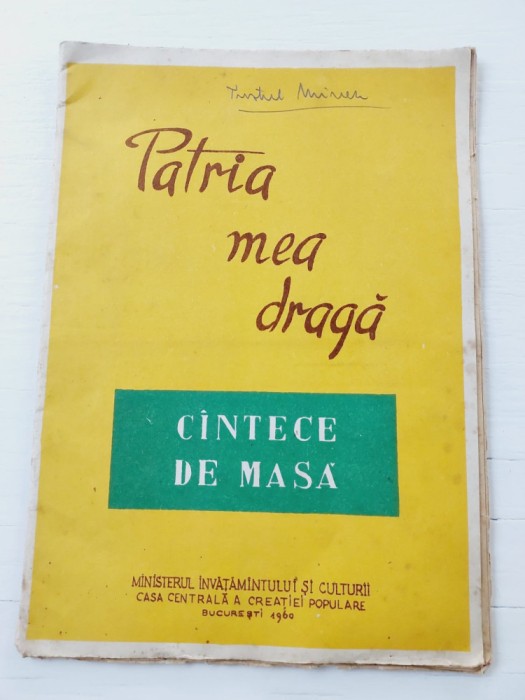 Patria
mea
dragă
CÎNTECE
DE MASĂ
MINISTERUL ÎNVĂȚĂMÎNTULUI ȘI CULTURII
CASA CENTRALĂ A CREAȚIEI POPULARE
BUCUREȘTI 1960